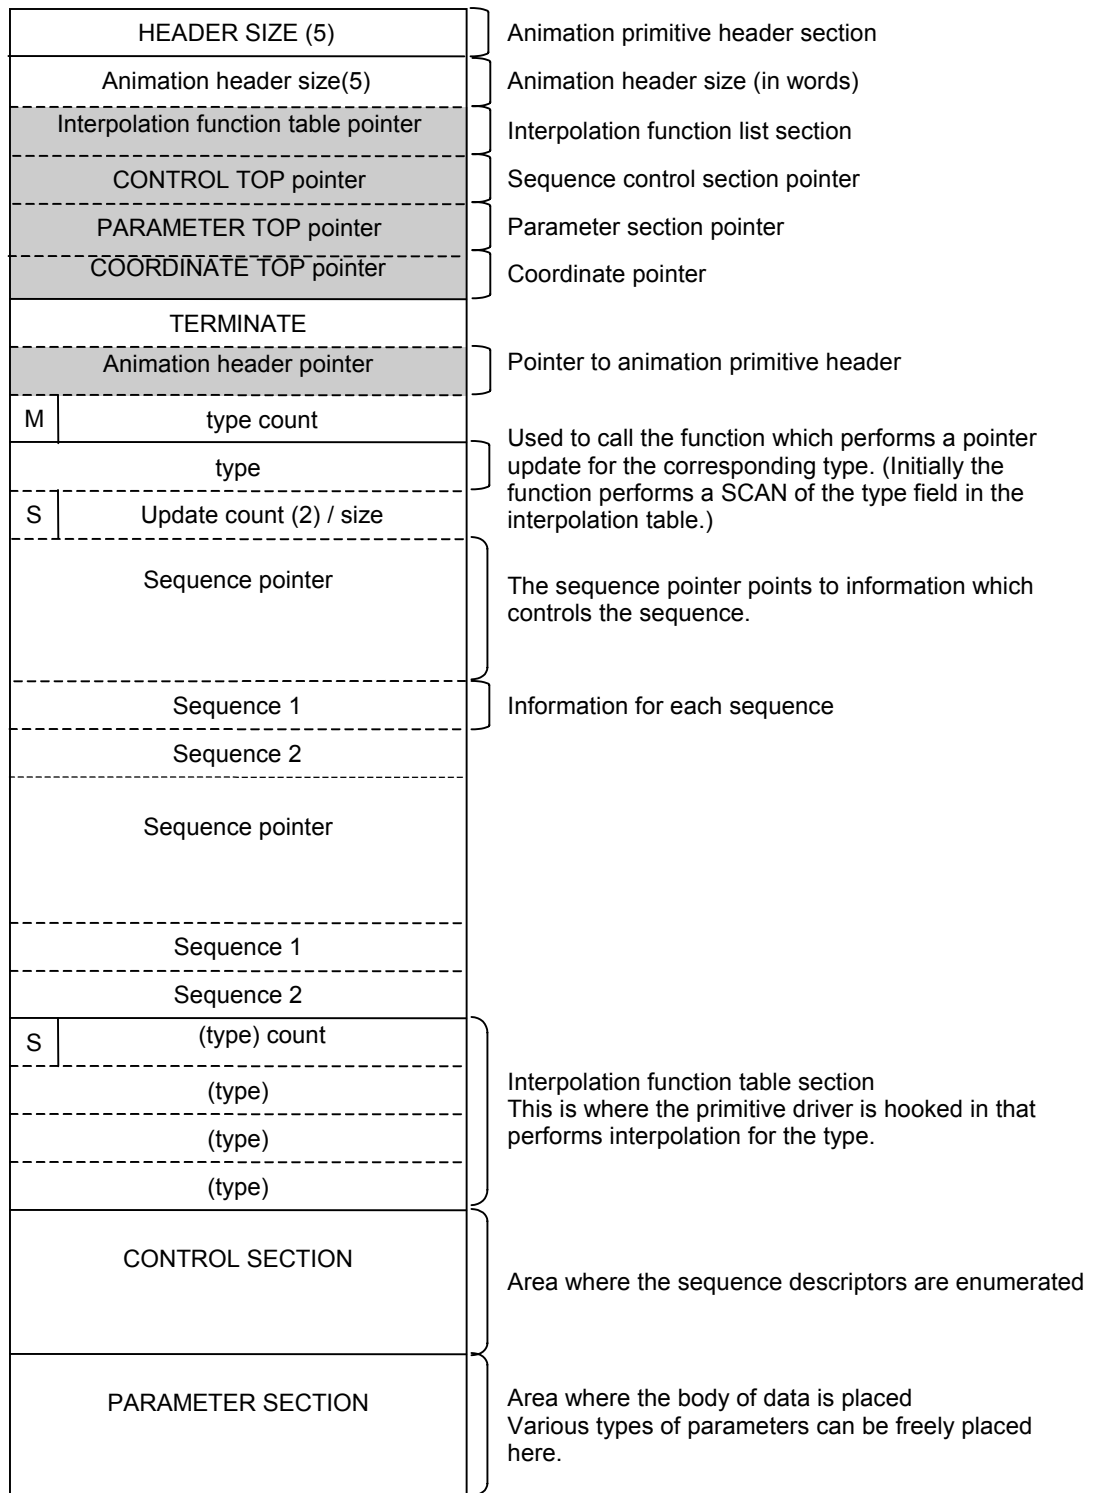 HEADER SIZE (5)
Animation primitive header section
Animation header size(5)
Animation header size (in words)
Interpolation function table pointer
Interpolation function list section
CONTROL TOP pointer
Sequence control section pointer
PARAMETER TOP pointer
Parameter section pointer
COORDINATE TOP pointer
Coordinate pointer
TERMINATE
Animation header pointer
Pointer to animation primitive header
M
type count
type
Used to call the function which performs a pointer
update for the corresponding type. (Initially the
function performs a SCAN of the type field in the
interpolation table.)
S
Update count (2) / size
Sequence pointer
The sequence pointer points to information which
controls the sequence.
Sequence 1
Information for each sequence
Sequence 2
Sequence pointer
Sequence 1
Sequence 2
S
(type) count
(type)
(type)
(type)
Interpolation function table section
This is where the primitive driver is hooked in that
performs interpolation for the type.
CONTROL SECTION
Area where the sequence descriptors are enumerated
PARAMETER SECTION
Area where the body of data is placed
Various types of parameters can be freely placed
here.